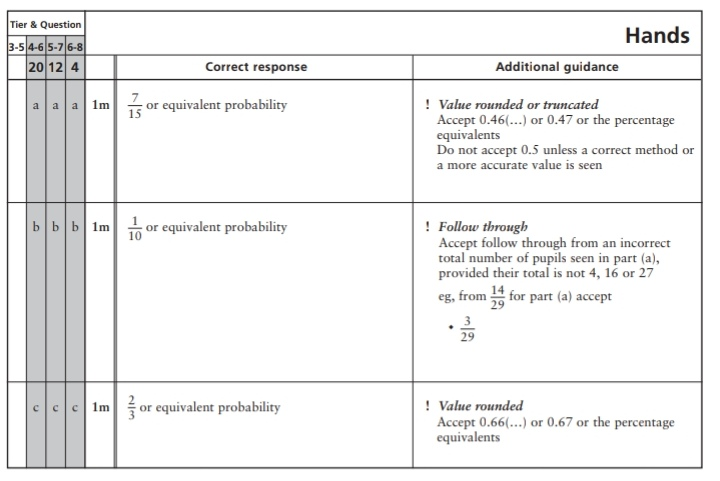 Tier & Question
Hands
3-5 4-6 5-7 6-8
20 12 4 Correct response Additional guidance
a a a 1m 7/15 or equivalent probability
! Value rounded or truncated
Accept 0.46(...) or 0.47 or the percentage
equivalents
Do not accept 0.5 unless a correct method or
a more accurate value is seen
b b b 1m 1/10 or equivalent probability
! Follow through
Accept follow through from an incorrect
total number of pupils seen in part (a),
provided their total is not 4, 16 or 27
eg, from 14/29 for part (a) accept
• 3/29
c c c 1m 2/3 or equivalent probability
! Value rounded
Accept 0.66(...) or 0.67 or the percentage
equivalents